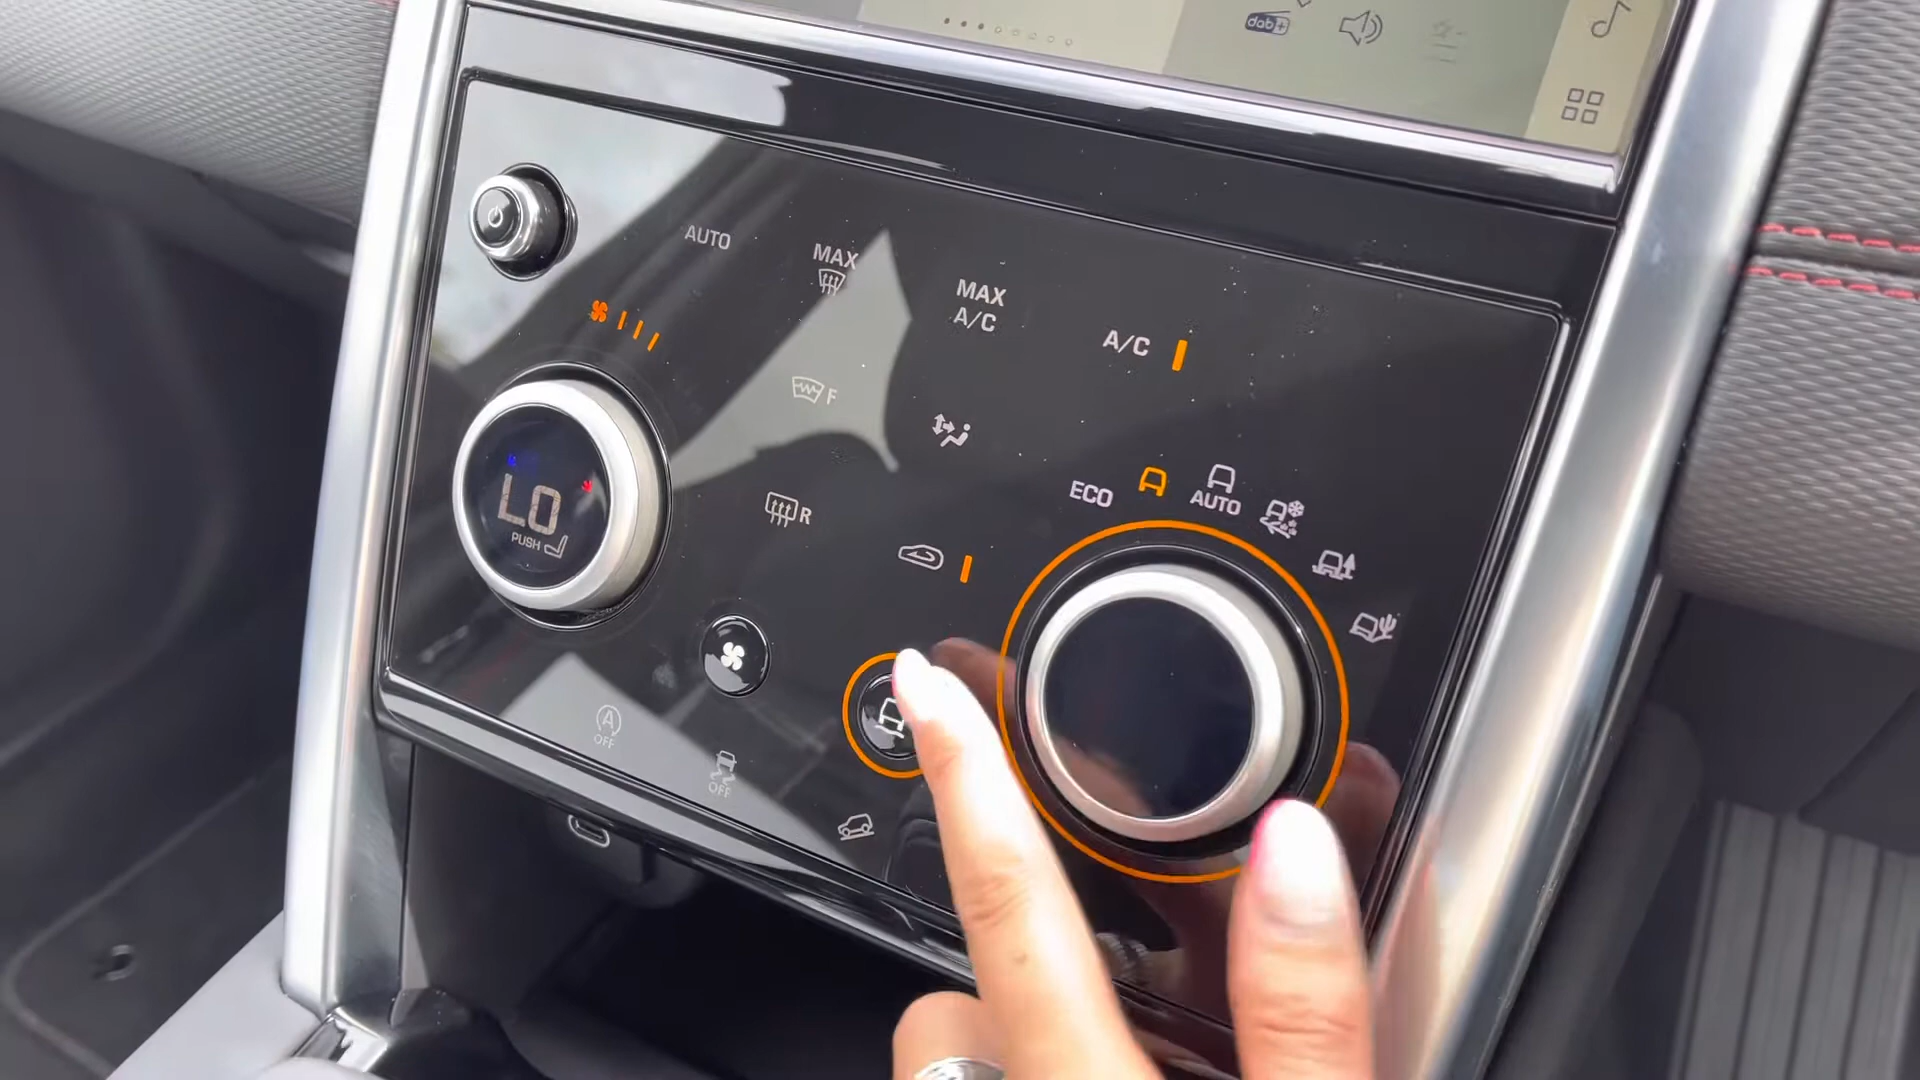 dab+
AUTO
MAX
MAX
A/C
A/C
F
ECO
AUTO
LO
PUSH
R
A
OFF
OFF